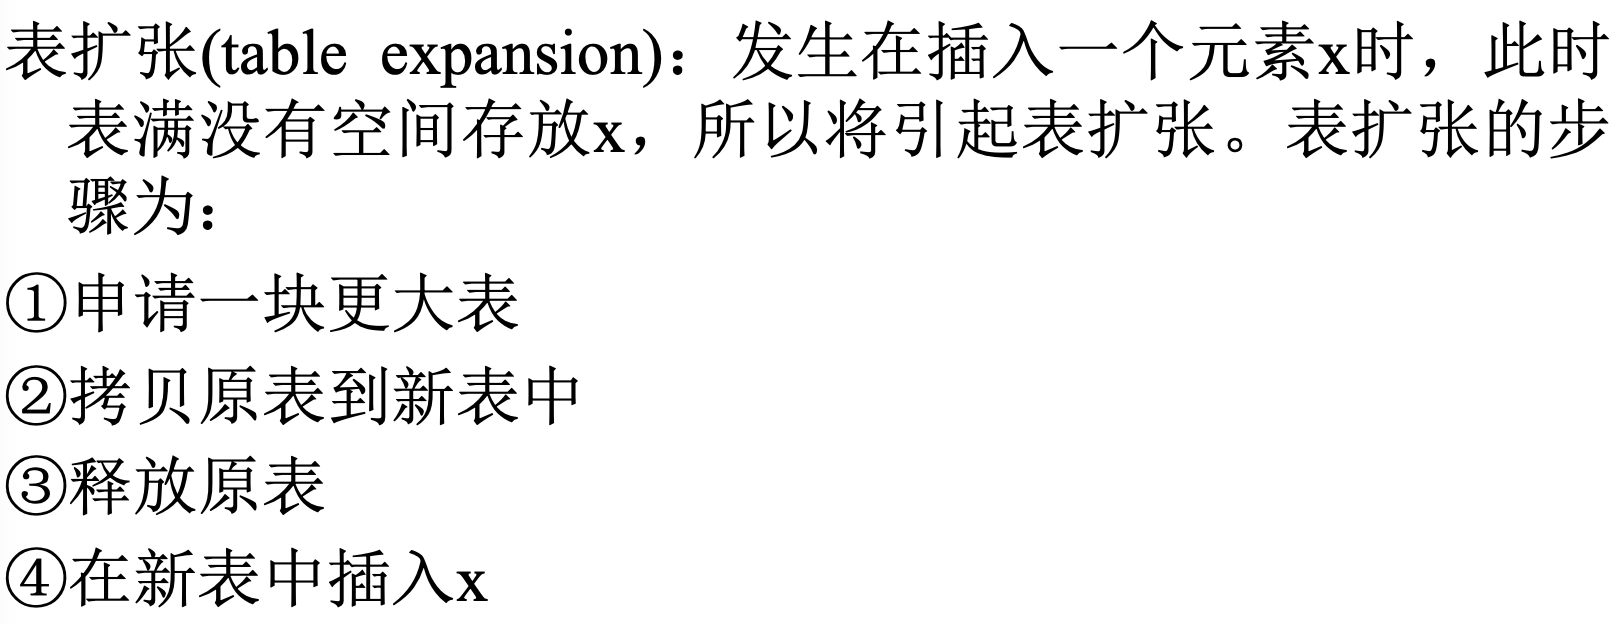 表扩张(table expansion)：发生在插入一个元素x时，此时
表满没有空间存放x，所以将引起表扩张。表扩张的步
骤为：
①申请一块更大表
②拷贝原表到新表中
③释放原表
④在新表中插入x